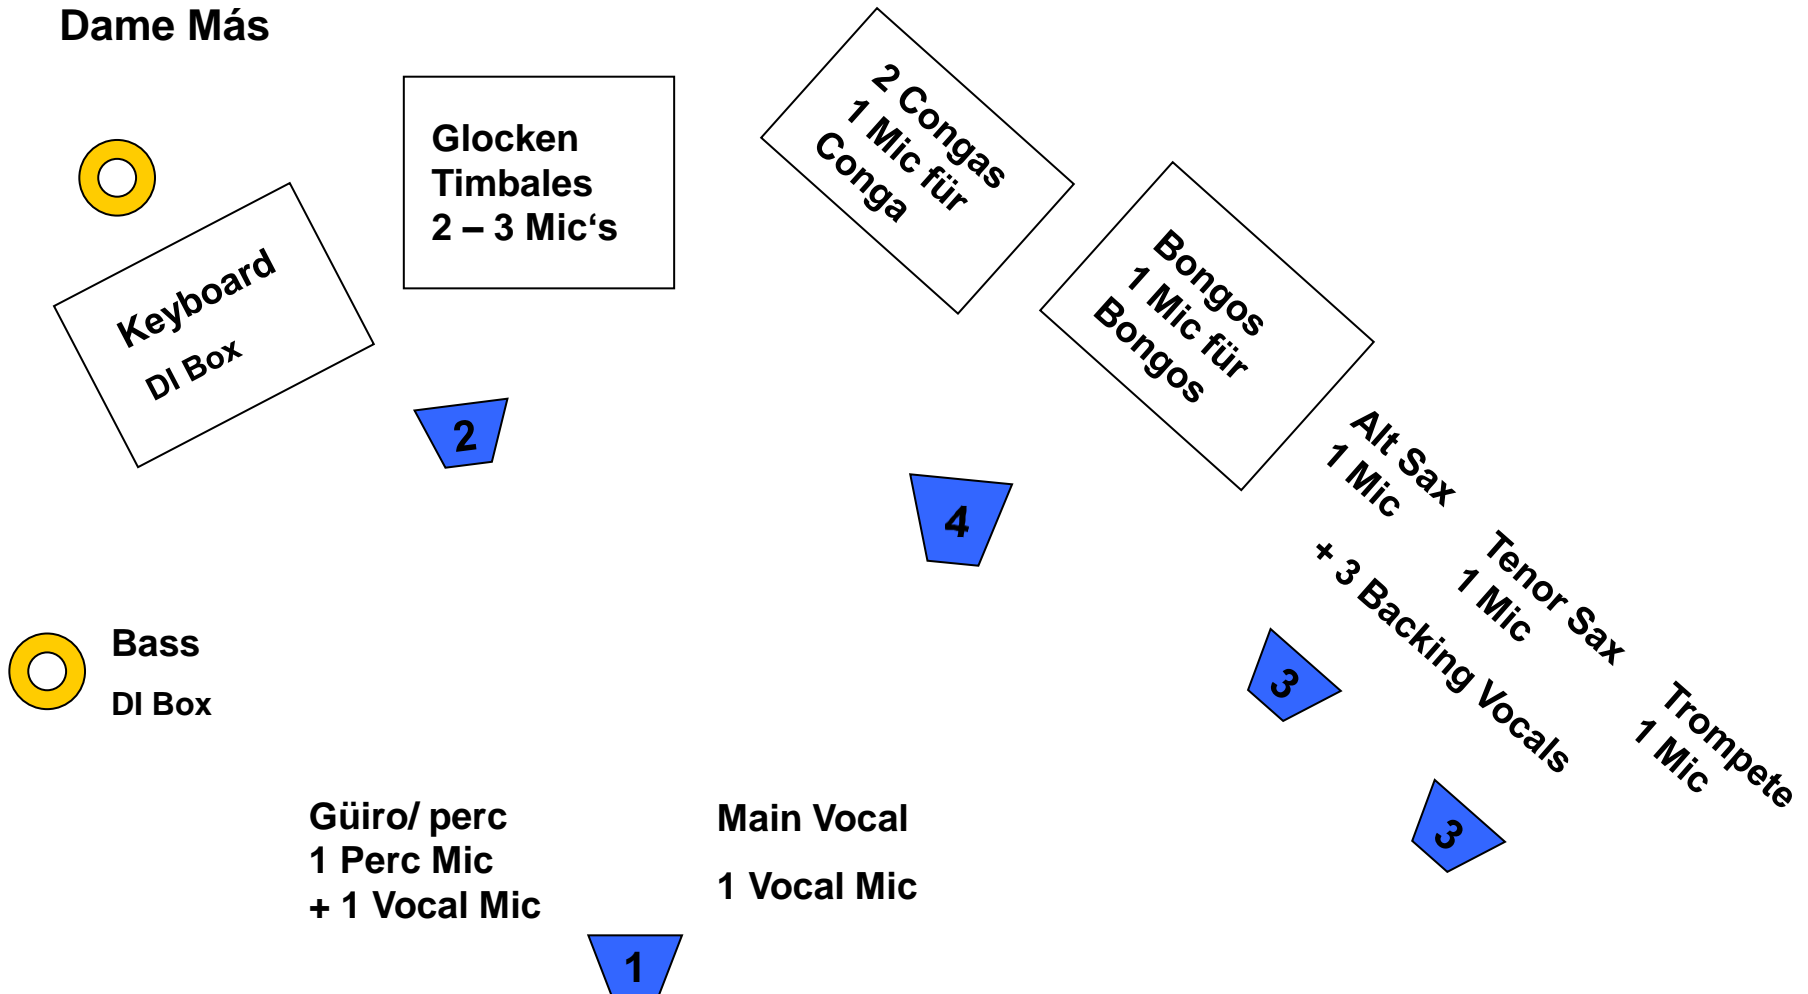 Dame Más
Glocken
Timbales
2 – 3 Mic‘s
2 Congas
1 Mic für
Conga
Bongos
1 Mic für
Bongos
Keyboard
DI Box
2
4
Alt Sax
1 Mic
Tenor Sax
1 Mic
Trompete
1 Mic
+ 3 Backing Vocals
3
3
Bass
DI Box
Güiro/ perc
1 Perc Mic
+ 1 Vocal Mic
Main Vocal
1 Vocal Mic
1